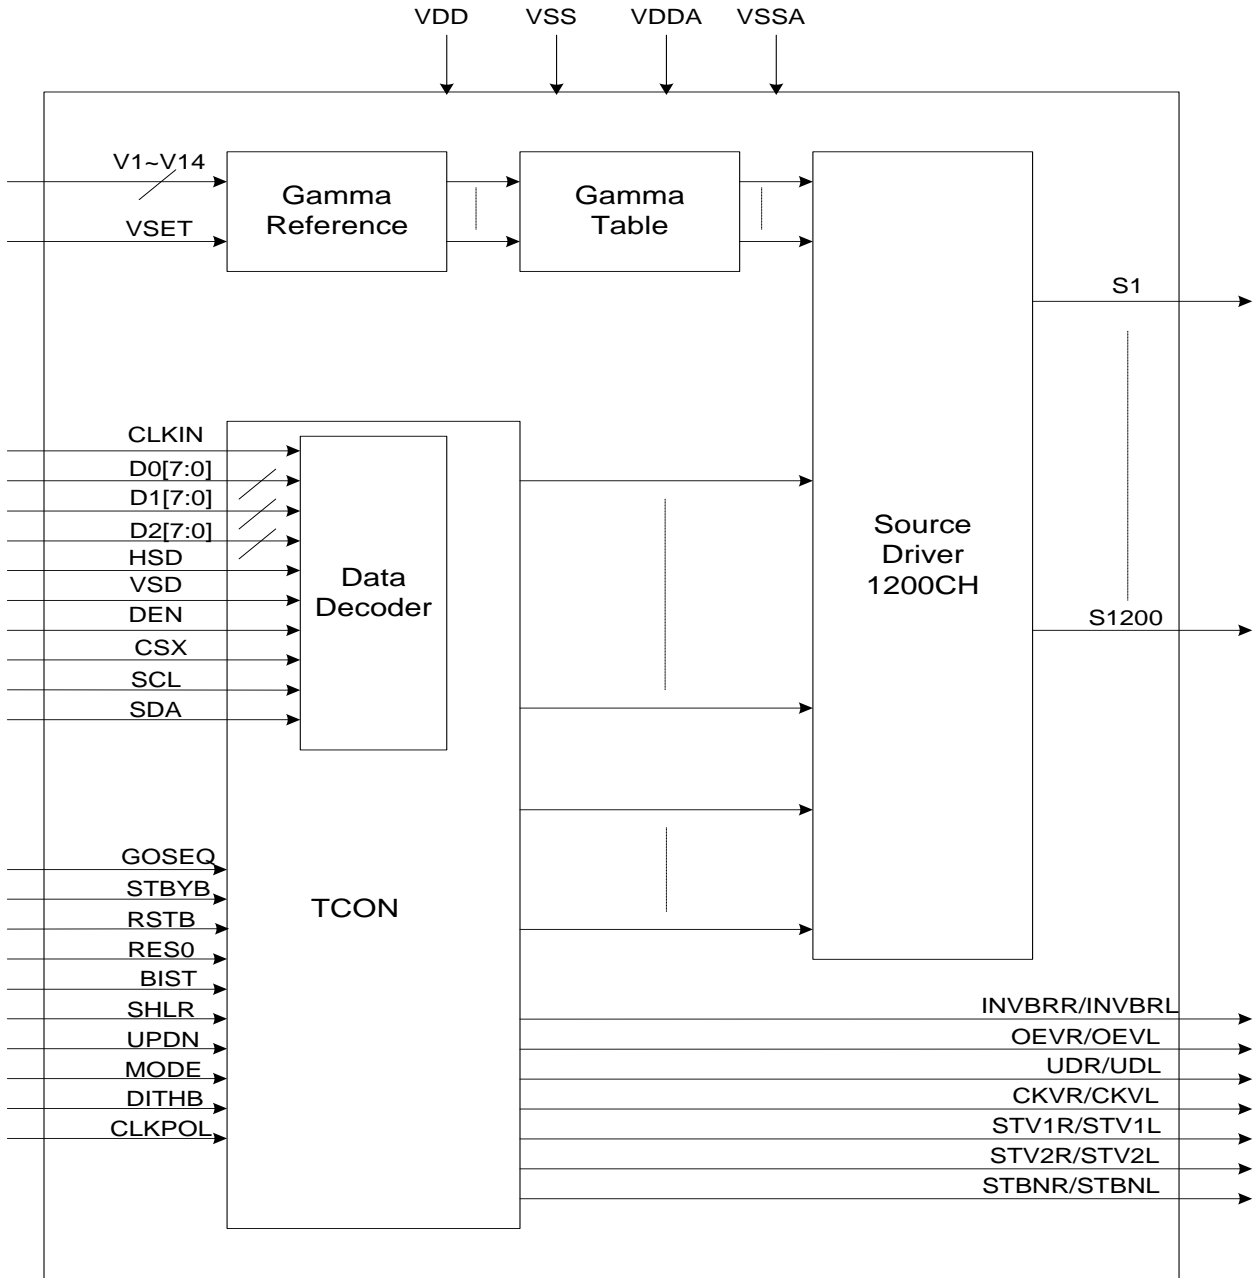 VDD VSS VDDA VSSA
V1~V14
VSET
Gamma
Reference
Gamma
Table
S1
CLKIN
D0[7:0]
D1[7:0]
D2[7:0]
HSD
VSD
DEN
CSX
SCL
SDA
Data
Decoder
Source
Driver
1200CH
S1200
GOSEQ
STBYB
RSTB
RES0
BIST
SHLR
UPDN
MODE
DITHB
CLKPOL
TCON
INVBRR/INVBRL
OEVR/OEVL
UDR/UDL
CKVR/CKVL
STV1R/STV1L
STV2R/STV2L
STBNR/STBNL